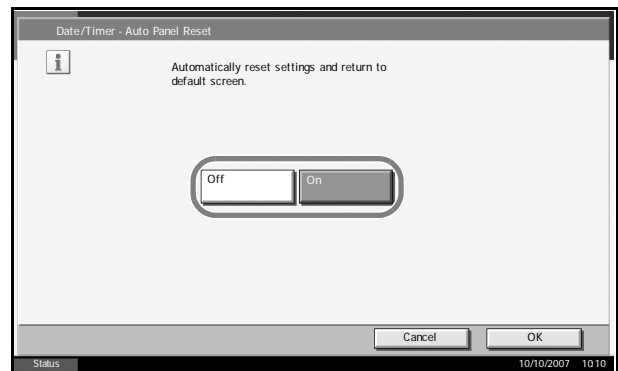 Date/Timer - Auto Panel Reset
i
Automatically reset settings and return to
default screen.
Off
On
Cancel
OK
Status
10/10/2007 10:10